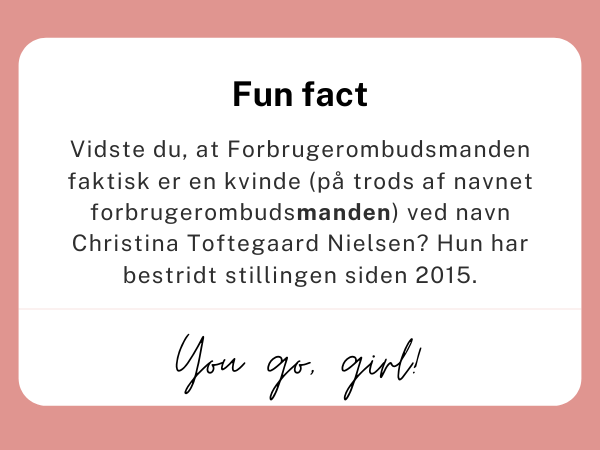 Fun fact
Vidste du, at Forbrugerombudsmanden
faktisk er en kvinde (på trods af navnet
forbrugerombudsmanden) ved navn
Christina Toftegaard Nielsen? Hun har
bestridt stillingen siden 2015.
You go, girl!